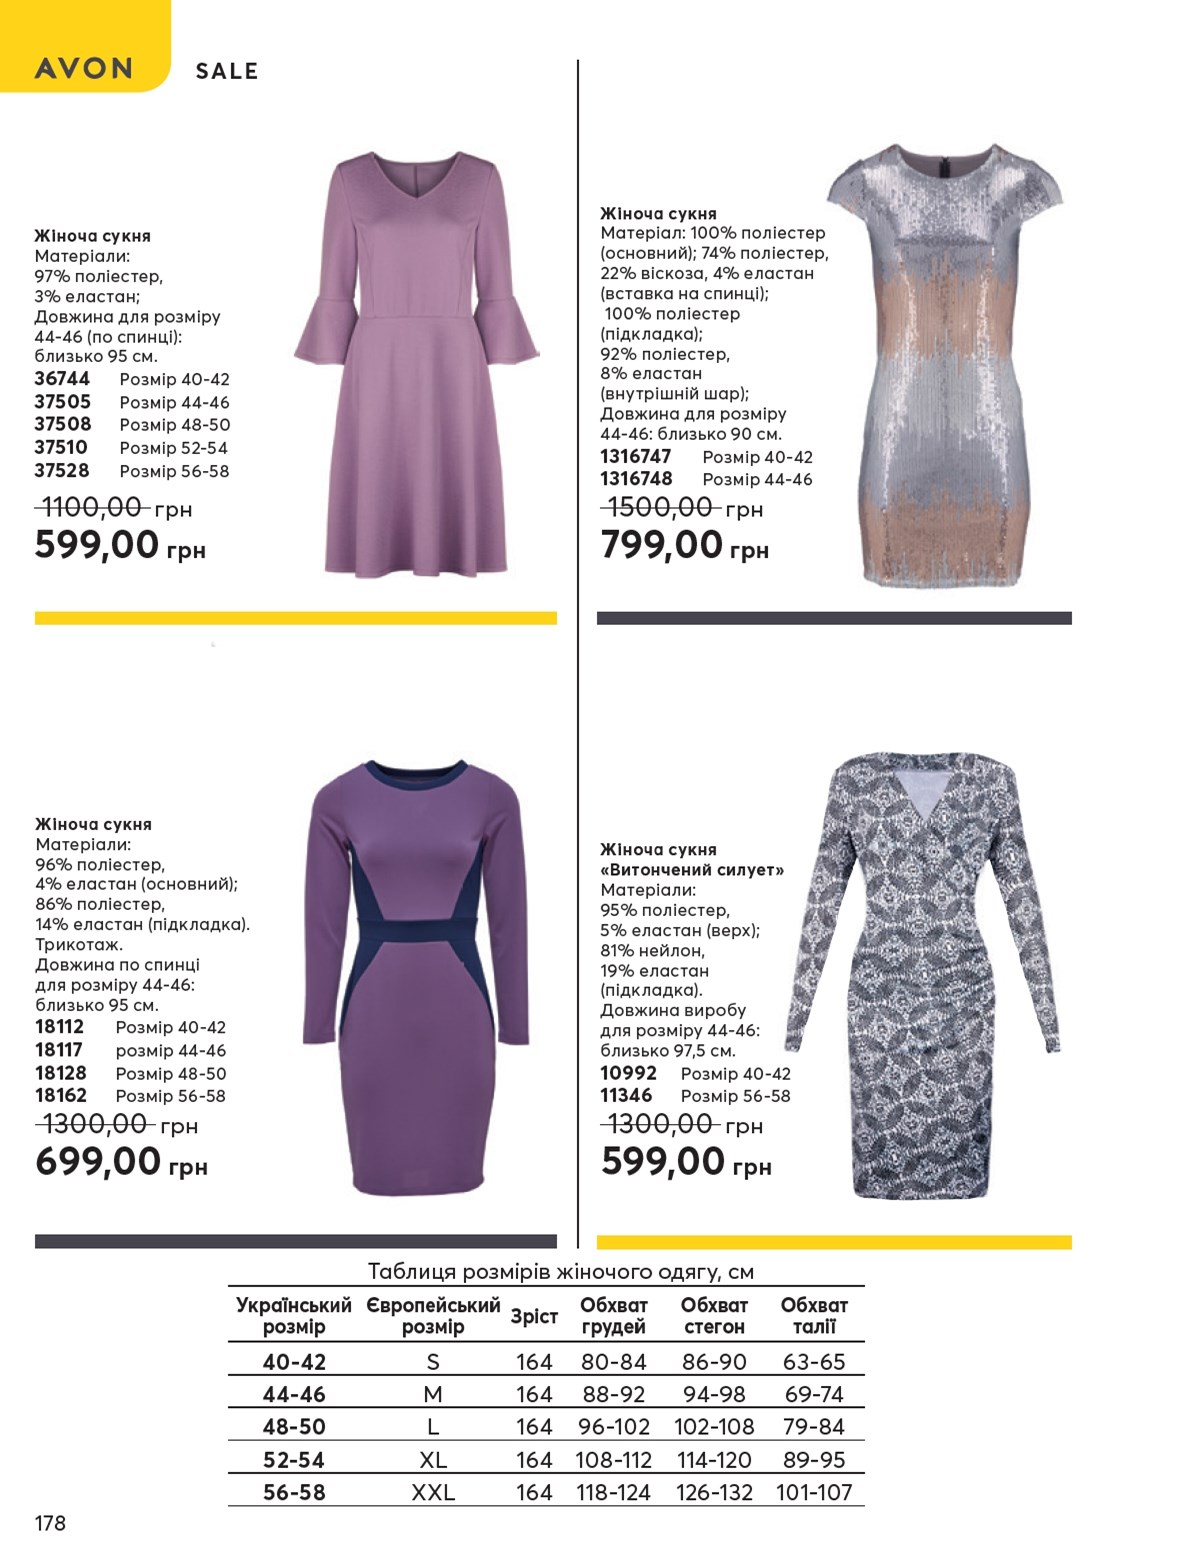 AVON
SALE
Жіноча сукня
Матеріали:
97% поліестер,
3% еластан;
Довжина для розміру
44-46 (по спинці):
близько 95 см.
36744 Розмір 40-42
37505 Розмір 44-46
37508 Розмір 48-50
37510 Розмір 52-54
37528 Розмір 56-58
1100,00 грн
599,00 грн
Жіноча сукня
Матеріал: 100% поліестер
(основний); 74% поліестер,
22% віскоза, 4% еластан
(вставка на спинці);
100% поліестер
(підкладка);
92% поліестер,
8% еластан
(внутрішній шар);
Довжина для розміру
44-46: близько 90 см.
1316747 Розмір 40-42
1316748 Розмір 44-46
1500,00 грн
799,00 грн
Жіноча сукня
Матеріали:
96% поліестер,
4% еластан (основний);
86% поліестер,
14% еластан (підкладка).
Трикотаж.
Довжина по спинці
для розміру 44-46:
близько 95 см.
18112 Розмір 40-42
18117 розмір 44-46
18128 Розмір 48-50
18162 Розмір 56-58
1300,00 грн
699,00 грн
Жіноча сукня
«Витончений силует»
Матеріали:
95% поліестер,
5% еластан (верх);
81% нейлон,
19% еластан
(підкладка).
Довжина виробу
для розміру 44-46:
близько 97,5 см.
10992 Розмір 40-42
11346 Розмір 56-58
1300,00 грн
599,00 грн
Таблиця розмірів жіночого одягу, см
Український розмір Європейський розмір Зріст Обхват грудей Обхват стегон Обхват талії
40-42 S 164 80-84 86-90 63-65
44-46 M 164 88-92 94-98 69-74
48-50 L 164 96-102 102-108 79-84
52-54 XL 164 108-112 114-120 89-95
56-58 XXL 164 118-124 126-132 101-107
178